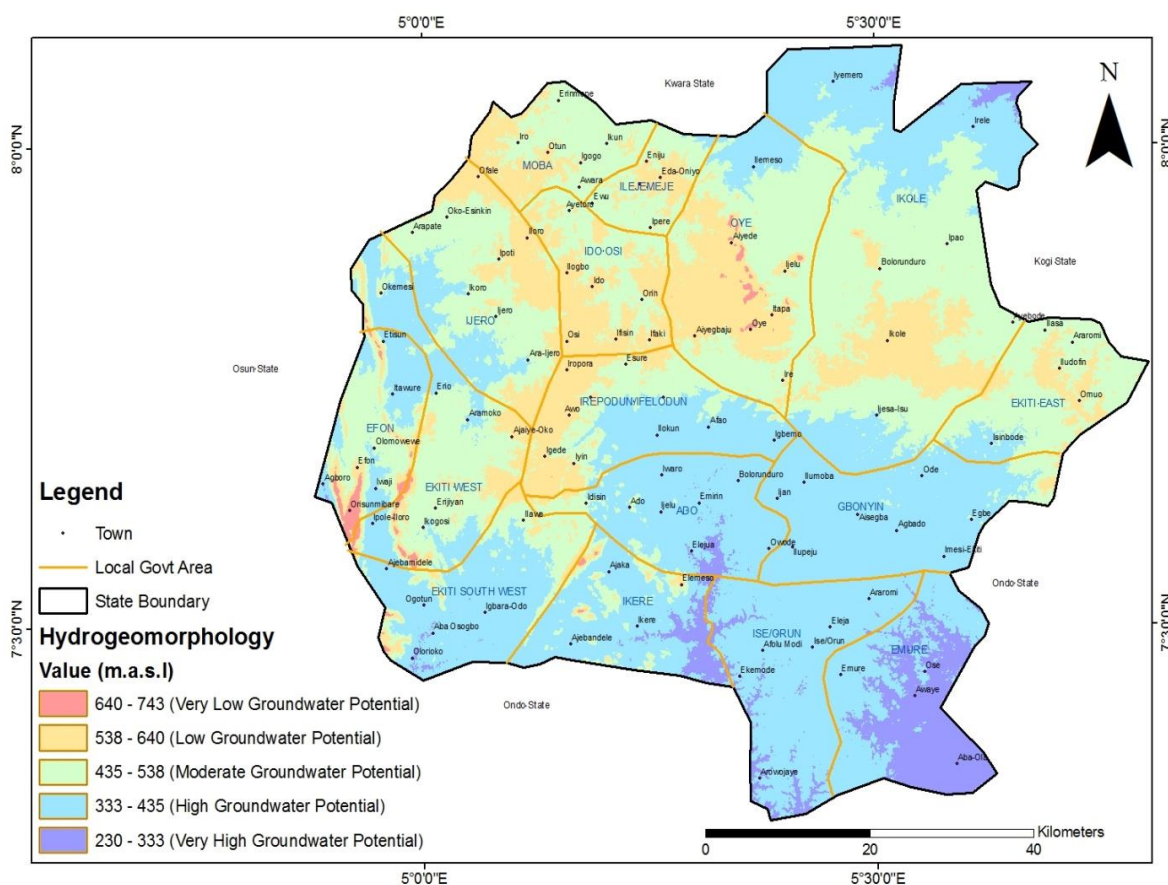 5°0'0"E
5°30'0"E
8°0'0"N
8°0'0"N
7°30'0"N
7°30'0"N
5°0'0"E
5°30'0"E
N
Kwara State
Kogi State
Osun State
Ondo State
Ondo State
Iyemero
Irele
Erinmope
Iro
Otun
Ikun
Igogo
MOBA
Ofale
Eniju
Eda-Oniyo
ILEJEMEJE
Awara
Ewu
Ayetoro
Ilemeso
IKOLE
Oko-Esinkin
Arapate
Iloro
Ipere
OYE
Aiyede
Ipao
IDO-OSI
Ipoti
Ilogbo
Ido
Ijelu
Bolorunduro
Okemesi
Ikoro
Orin
IJERO
Ijero
Itapa
Oye
Ayebode
Ilasa
Araromi
Etisun
Osi
Ifisin
Ifaki
Aiyegbaju
Ikole
Ara-Ijero
Iropora
Esure
Iludofin
Ire
Itawure
Erio
IREPODUN/IFELODUN
Omuo
EKITI-EAST
Aramoko
Awo
Afao
Ijesa-Isu
EFON
Ajaiye-Oko
Ilokun
Igbemo
Isinbode
Olomowewe
Efon
Igede
Iyin
Agboro
Iwaji
EKITI WEST
Iwaro
Bolorunduro
Ilumoba
Ode
Orisunmibare
Erijiyan
Idisin
Ado
Emirin
Ijan
Ijelu
ADO
GBONYIN
Ipole-Iloro
Ikogosi
Ilawe
Aisegba
Agbado
Egbe
Elejua
Owode
Ilupeju
Imesi-Ekiti
Ajebamidele
Ajaka
Elemeso
EKITI SOUTH WEST
Ogotun
Igbara-Odo
IKERE
Araromi
Aba Osogbo
Ikere
Eleja
ISE/ORUN
Ajebandele
Afolu Modi
Ise/Orun
EMURE
Olorioko
Ekemode
Emure
Ose
Awaye
Arowojaye
Legend
Town
Local Govt Area
State Boundary
Hydrogeomorphology
Value (m.a.s.l)
640 - 743 (Very Low Groundwater Potential)
538 - 640 (Low Groundwater Potential)
435 - 538 (Moderate Groundwater Potential)
333 - 435 (High Groundwater Potential)
230 - 333 (Very High Groundwater Potential)
Kilometers
0
20
40